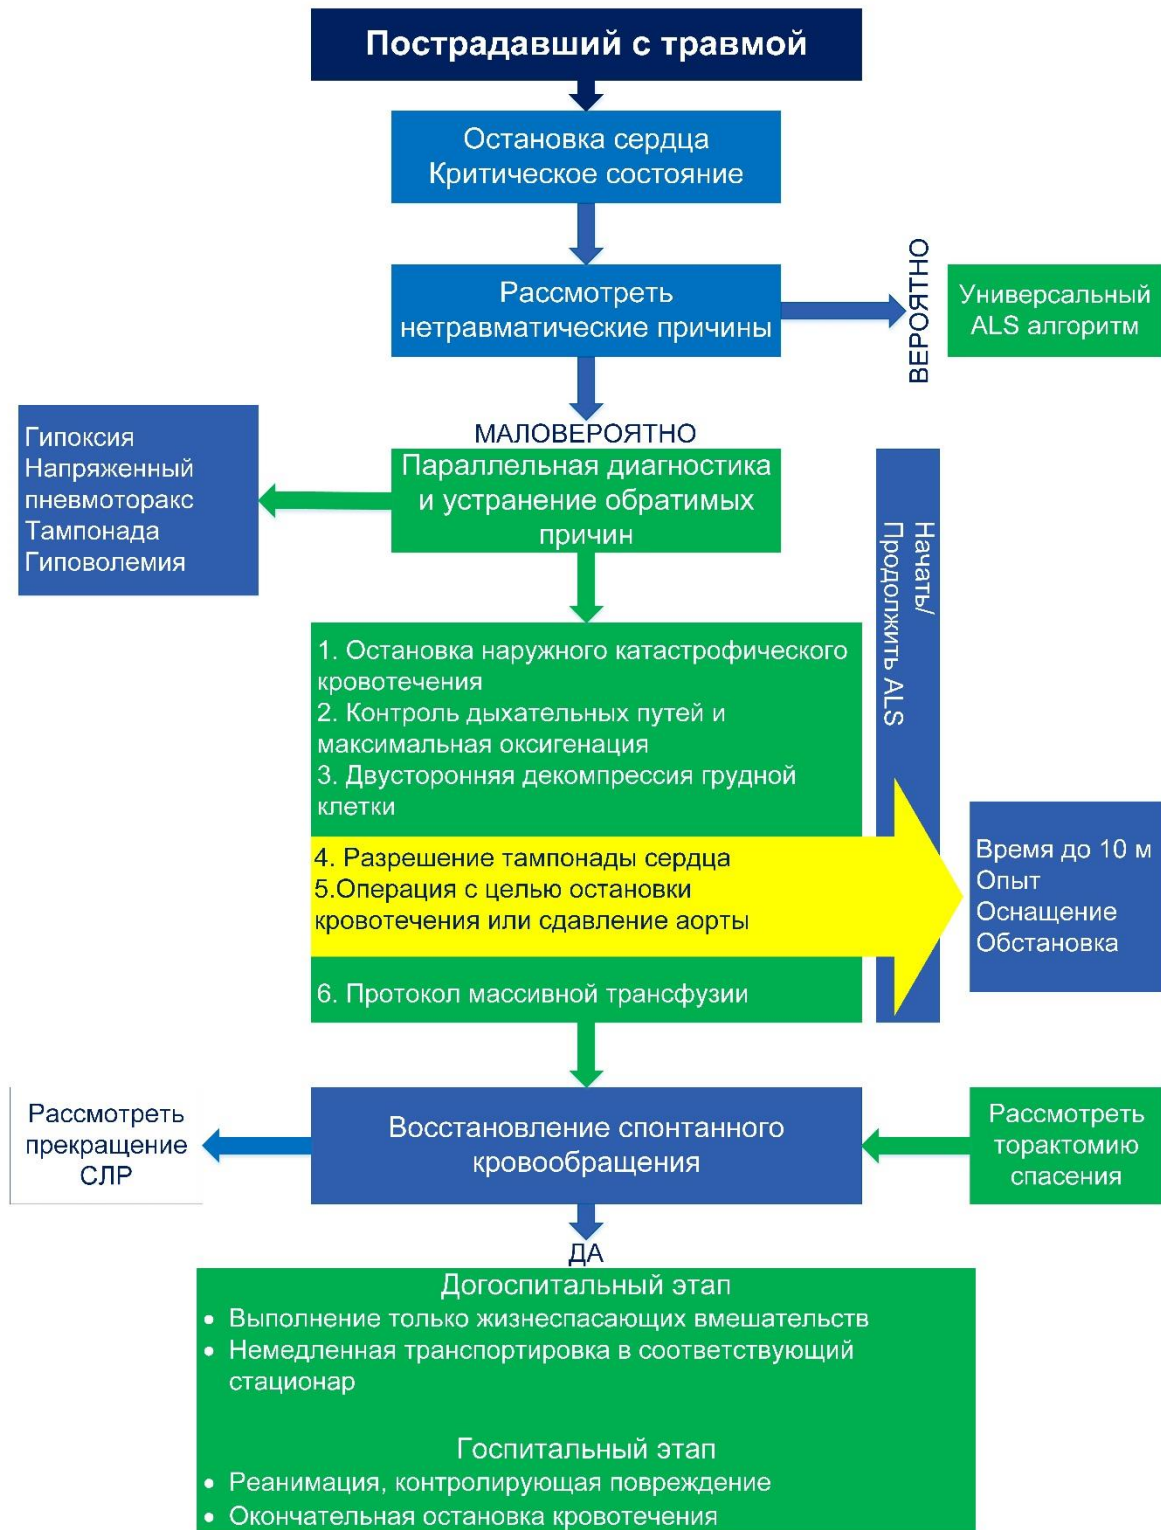 Пострадавший с травмой
Остановка сердца
Критическое состояние
Рассмотреть
нетравматические причины
ВЕРОЯТНО
Универсальный
ALS алгоритм
МАЛОВЕРОЯТНО
Гипоксия
Напряженный
пневмоторакс
Тампонада
Гиповолемия
Параллельная диагностика
и устранение обратимых
причин
Начать/
Продолжить ALS
1. Остановка наружного катастрофического
кровотечения
2. Контроль дыхательных путей и
максимальная оксигенация
3. Двусторонняя декомпрессия грудной
клетки
4. Разрешение тампонады сердца
5.Операция с целью остановки
кровотечения или сдавление аорты
6. Протокол массивной трансфузии
Время до 10 м
Опыт
Оснащение
Обстановка
Рассмотреть
прекращение
СЛР
Восстановление спонтанного
кровообращения
Рассмотреть
торактомию
спасения
ДА
Догоспитальный этап
• Выполнение только жизнеспасающих вмешательств
• Немедленная транспортировка в соответствующий
стационар
Госпитальный этап
• Реанимация, контролирующая повреждение
• Окончательная остановка кровотечения